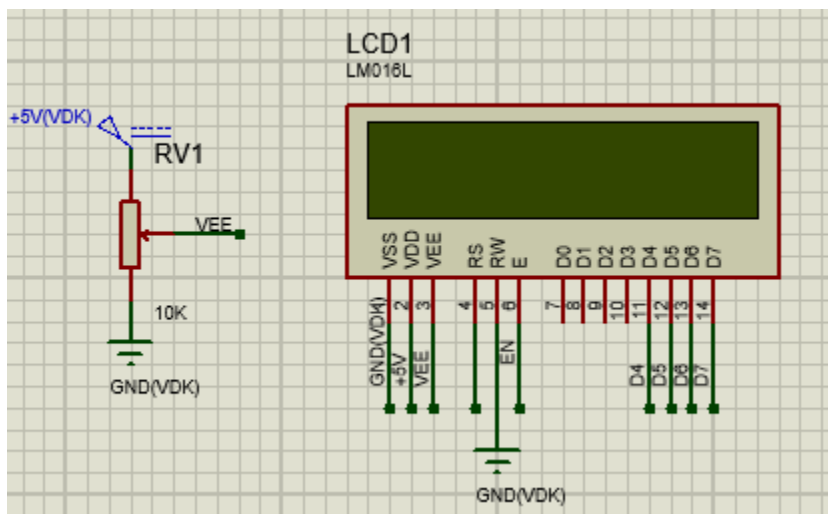 LCD1
LM016L
+5V(VDK)
RV1
VEE
10K
GND(VDK)
VSS
VDD
VEE
RS
RW
E
D0
D1
D2
D3
D4
D5
D6
D7
2
3
4
5
6
7
8
9
10
11
12
13
14
GND(VDK)
+5V
VEE
EN
D4
D5
D6
D7
GND(VDK)